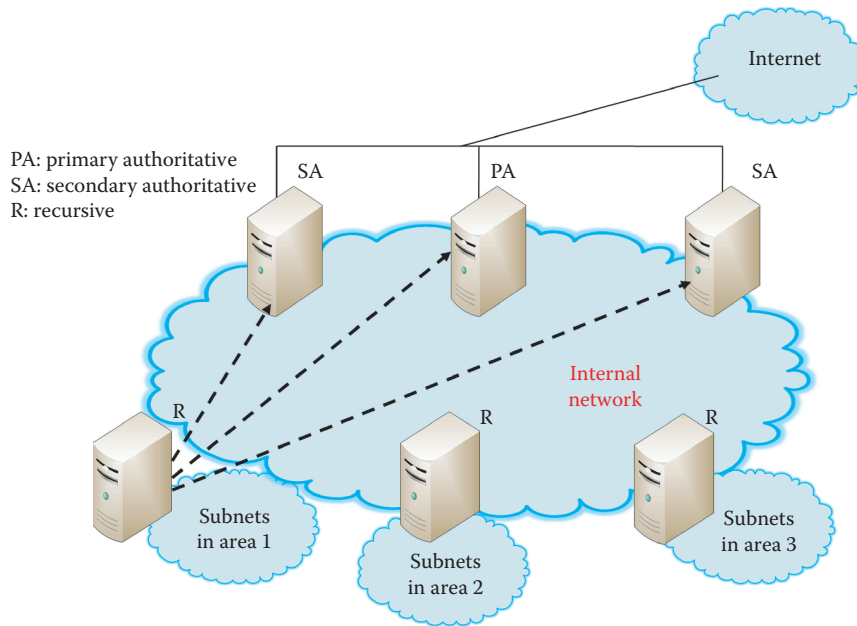 Internet
PA: primary authoritative
SA: secondary authoritative
R: recursive
SA
PA
SA
Internal
network
R
R
R
Subnets
in area 1
Subnets
in area 2
Subnets
in area 3